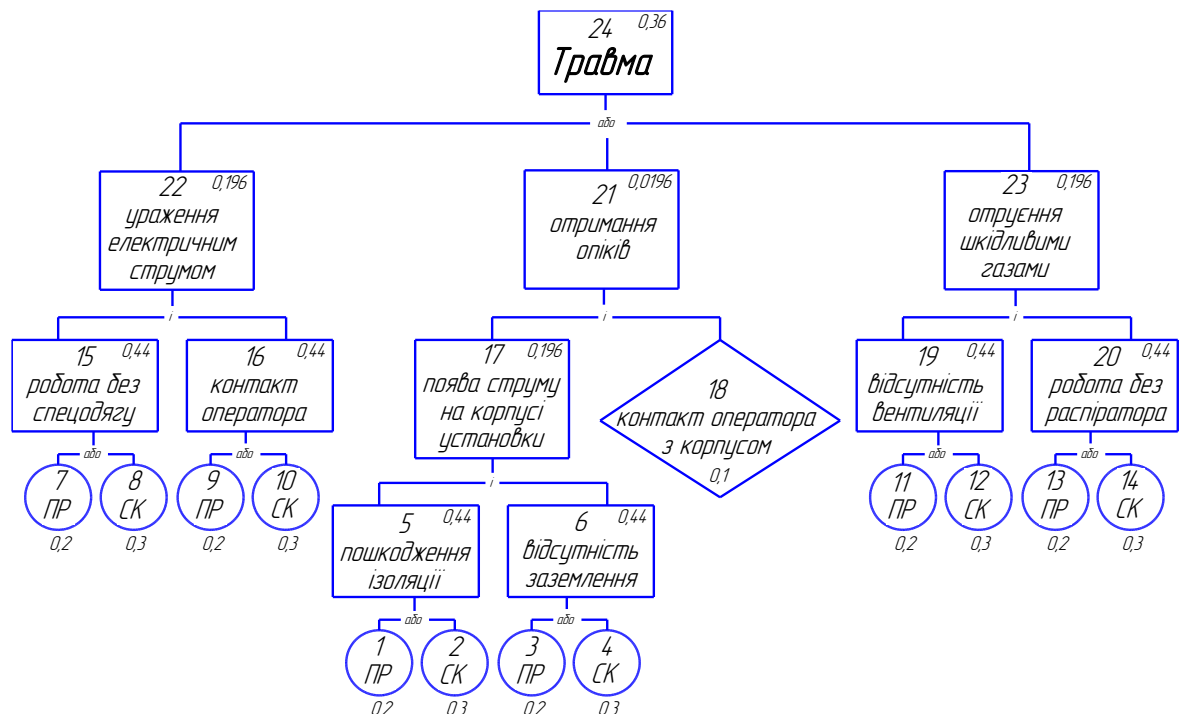 24 0,36
Травма
або
22 0,196
ураження
електричним
струмом
21 0,0196
отримання
опіків
23 0,196
отруєння
шкідливими
газами
і
і
і
15 0,44
робота без
спецодягу
16 0,44
контакт
оператора
17 0,196
поява струму
на корпусі
установки
18
контакт оператора
з корпусом
0,1
19 0,44
відсутність
вентиляції
20 0,44
робота без
распіратора
або
або
або
або
7
ПР
0,2
8
СК
0,3
9
ПР
0,2
10
СК
0,3
і
11
ПР
0,2
12
СК
0,3
13
ПР
0,2
14
СК
0,3
5 0,44
пошкодження
ізоляції
6 0,44
відсутність
заземлення
або
або
1
ПР
0,2
2
СК
0,3
3
ПР
0,2
4
СК
0,3